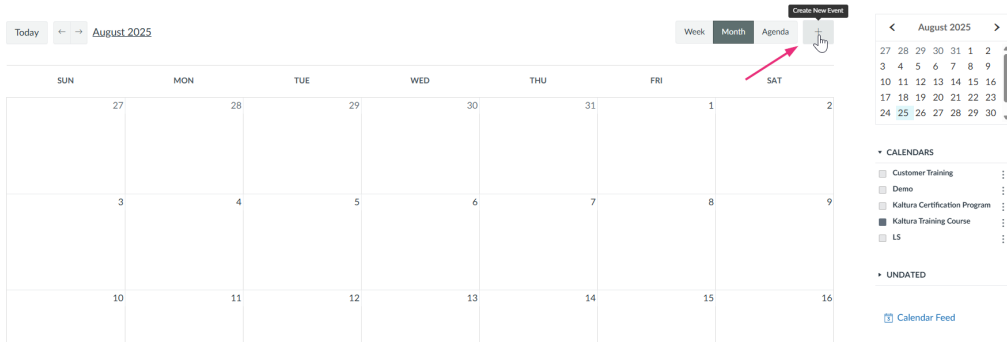 Create New Event
Today ← → August 2025
Week Month Agenda +
SUN MON TUE WED THU FRI SAT
27 28 29 30 31 1 2
3 4 5 6 7 8 9
10 11 12 13 14 15 16
August 2025
27 28 29 30 31 1 2
3 4 5 6 7 8 9
10 11 12 13 14 15 16
17 18 19 20 21 22 23
24 25 26 27 28 29 30
CALENDARS
Customer Training
Demo
Kaltura Certification Program
Kaltura Training Course
LS
UNDATED
Calendar Feed